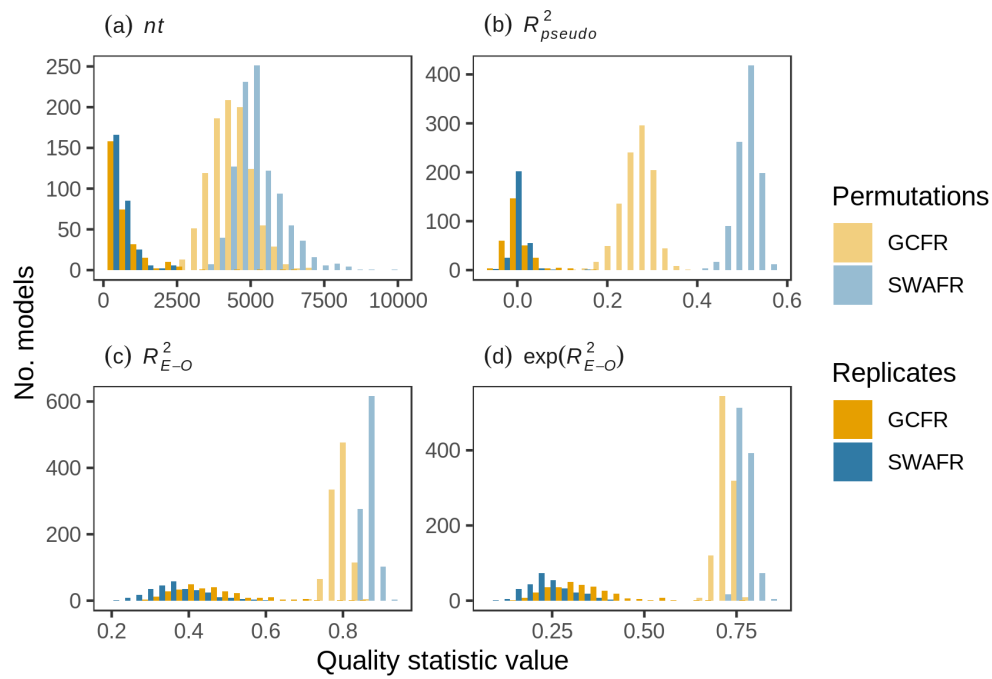 (a) nt
(b) R²pseudo
250
200
150
100
50
0
0 2500 5000 7500 10000
400
300
200
100
0
0.0 0.2 0.4 0.6
(c) R²E–O
(d) exp(R²E–O)
600
400
200
0
0.2 0.4 0.6 0.8
400
200
0
0.25 0.50 0.75
No. models
Quality statistic value
Permutations
GCFR
SWAFR
Replicates
GCFR
SWAFR